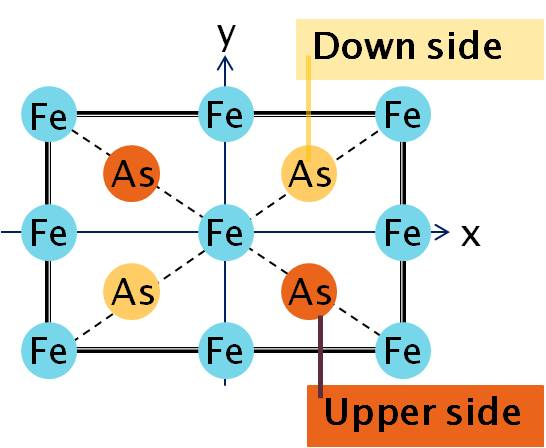 y
Down side
Fe Fe Fe
As As
Fe Fe Fe x
As As
Fe Fe Fe
Upper side